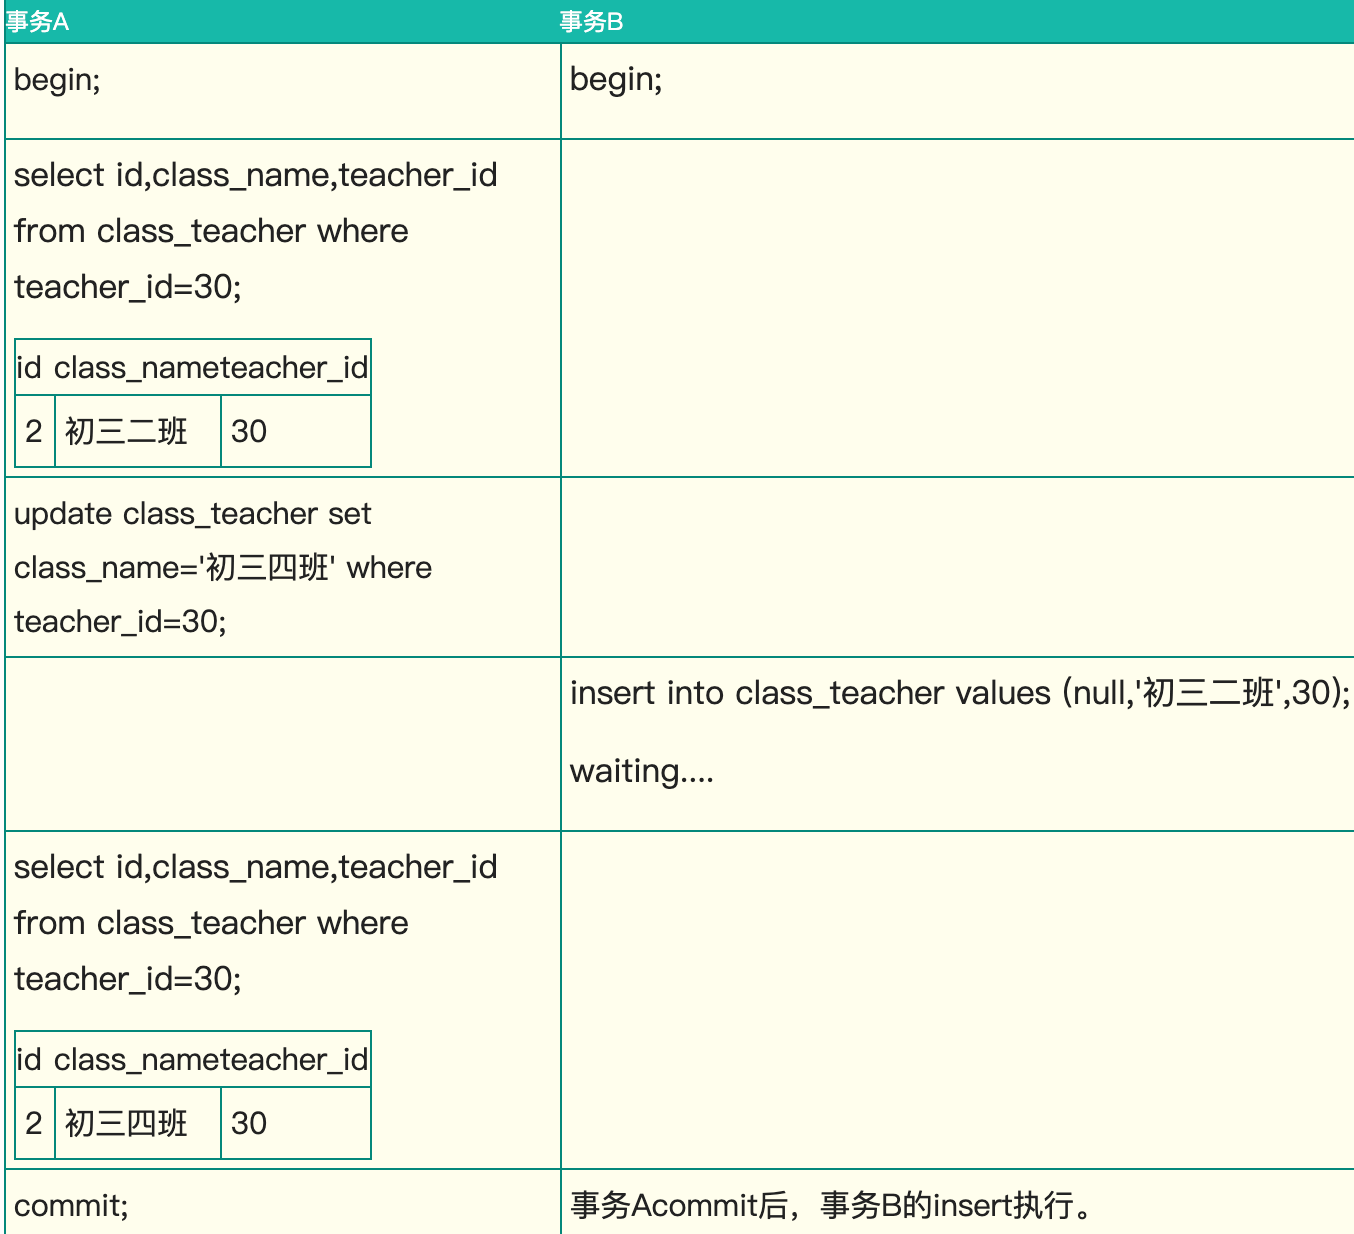 事务A 事务B
begin; begin;
select id,class_name,teacher_id
from class_teacher where
teacher_id=30;
id class_nameteacher_id
2 初三二班 30
update class_teacher set
class_name='初三四班' where
teacher_id=30;
insert into class_teacher values (null,'初三二班',30);
waiting....
select id,class_name,teacher_id
from class_teacher where
teacher_id=30;
id class_nameteacher_id
2 初三四班 30
commit; 事务Acommit后，事务B的insert执行。